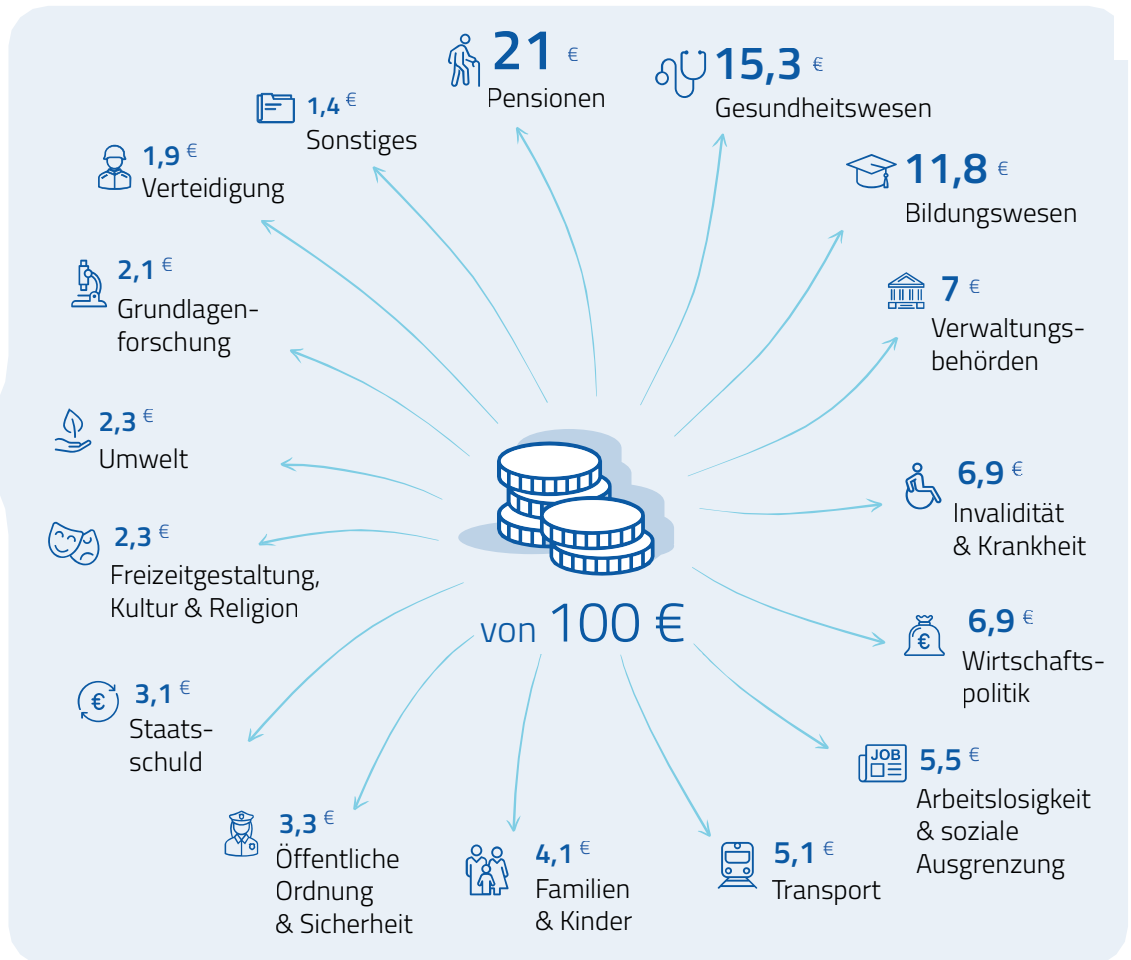 21 €
Pensionen
15,3 €
Gesundheitswesen
11,8 €
Bildungswesen
7 €
Verwaltungs-
behörden
6,9 €
Invalidität
& Krankheit
6,9 €
€
Wirtschafts-
politik
JOB
5,5 €
Arbeitslosigkeit
& soziale
Ausgrenzung
5,1 €
Transport
4,1 €
Familien
& Kinder
3,3 €
Öffentliche
Ordnung
& Sicherheit
3,1 €
€
Staats-
schuld
2,3 €
Freizeitgestaltung,
Kultur & Religion
2,3 €
Umwelt
2,1 €
Grundlagen-
forschung
1,9 €
Verteidigung
1,4 €
Sonstiges
von 100 €